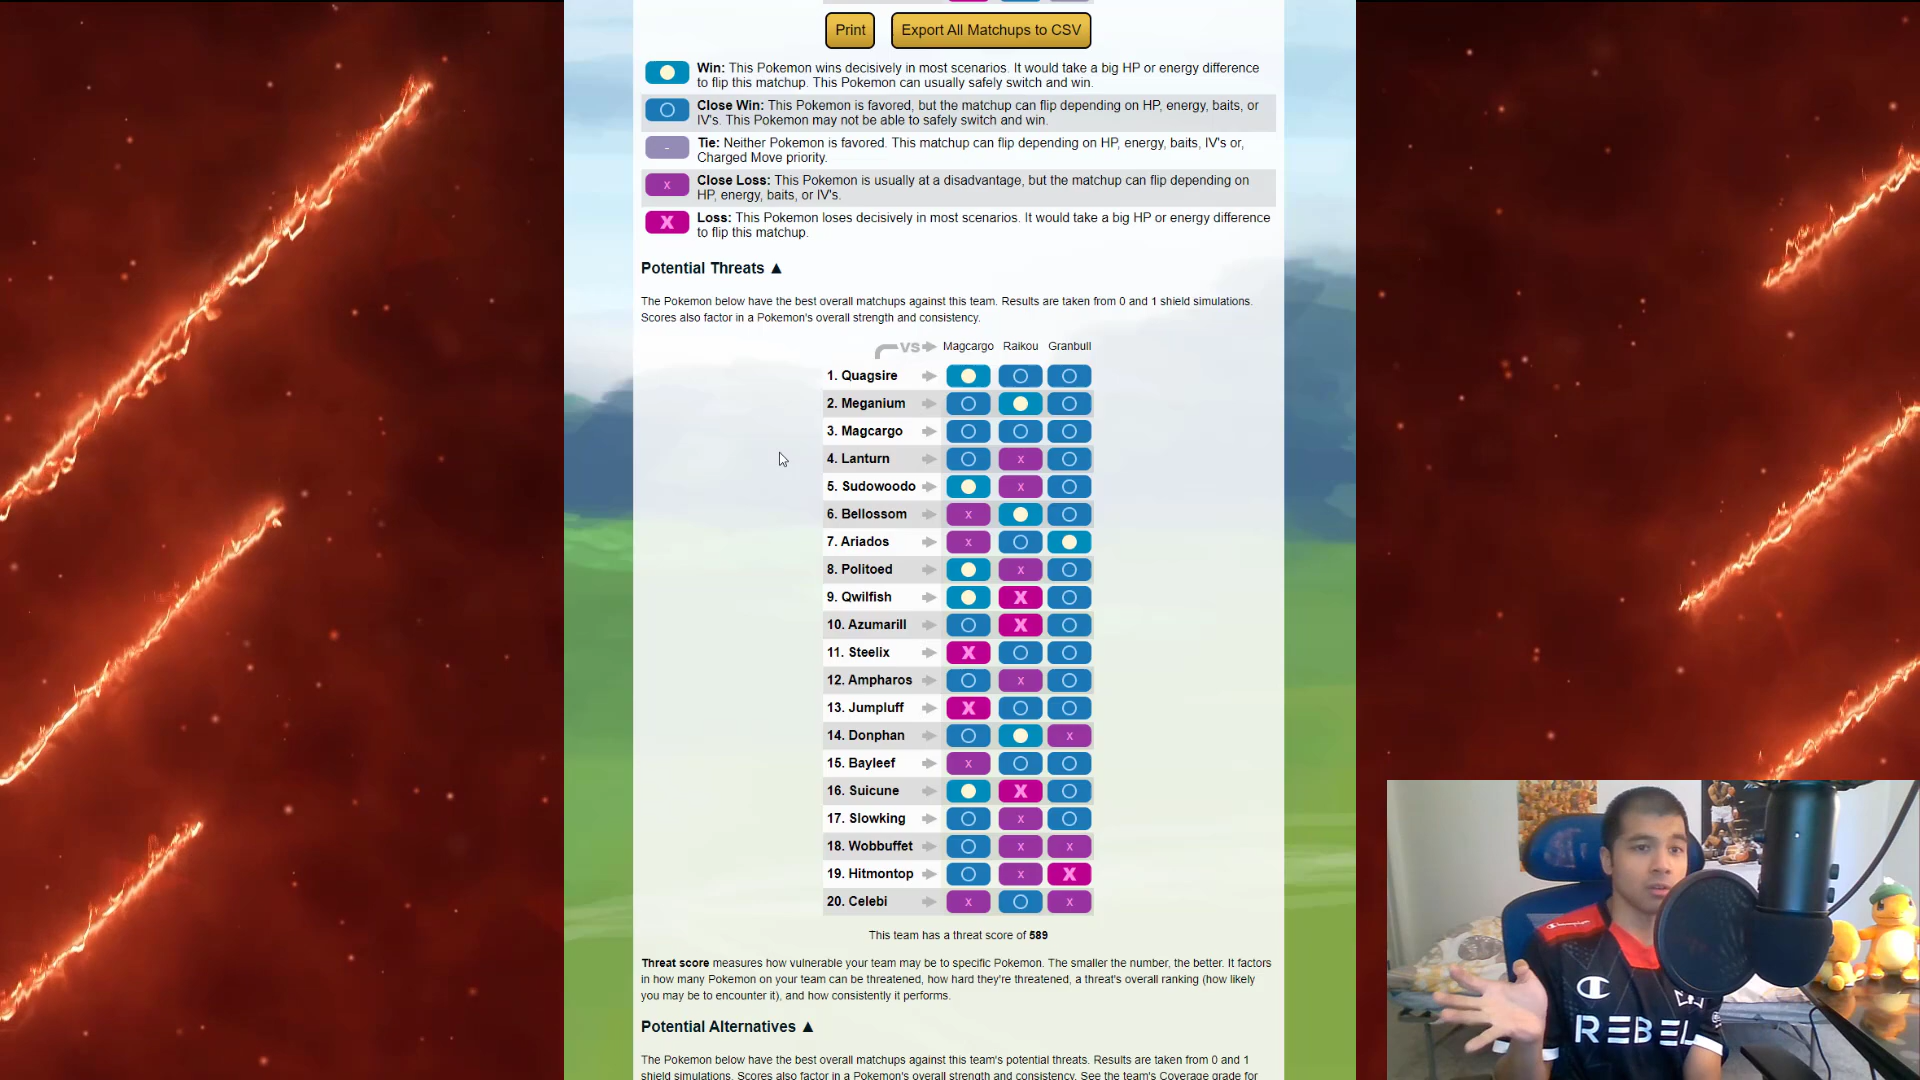 Print
Export All Matchups to CSV
Win: This Pokemon wins decisively in most scenarios. It would take a big HP or energy difference
to flip this matchup. This Pokemon can usually safely switch and win.
Close Win: This Pokemon is favored, but the matchup can flip depending on HP, energy, baits, or
IV's. This Pokemon may not be able to safely switch and win.
-
Tie: Neither Pokemon is favored. This matchup can flip depending on HP, energy, baits, IV's or,
Charged Move priority.
x
Close Loss: This Pokemon is usually at a disadvantage, but the matchup can flip depending on
HP, energy, baits, or IV's.
X
Loss: This Pokemon loses decisively in most scenarios. It would take a big HP or energy difference
to flip this matchup.
Potential Threats ▲
The Pokemon below have the best overall matchups against this team. Results are taken from 0 and 1 shield simulations.
Scores also factor in a Pokemon's overall strength and consistency.
VS Magcargo Raikou Granbull
1. Quagsire
2. Meganium
3. Magcargo
4. Lanturn x
5. Sudowoodo x
6. Bellossom x
7. Ariados x
8. Politoed x
9. Qwilfish X
10. Azumarill X
11. Steelix X
12. Ampharos x
13. Jumpluff X
14. Donphan x
15. Bayleef x
16. Suicune X
17. Slowking x
18. Wobbuffet x x
19. Hitmontop x X
20. Celebi x x
This team has a threat score of 589
Threat score measures how vulnerable your team may be to specific Pokemon. The smaller the number, the better. It factors
in how many Pokemon on your team can be threatened, how hard they're threatened, a threat's overall ranking (how likely
you may be to encounter it), and how consistently it performs.
Potential Alternatives ▲
The Pokemon below have the best overall matchups against this team's potential threats. Results are taken from 0 and 1
shield simulations. Scores also factor in a Pokemon's overall strength and consistency. See the team's Coverage grade for
Champion
C
REBEL